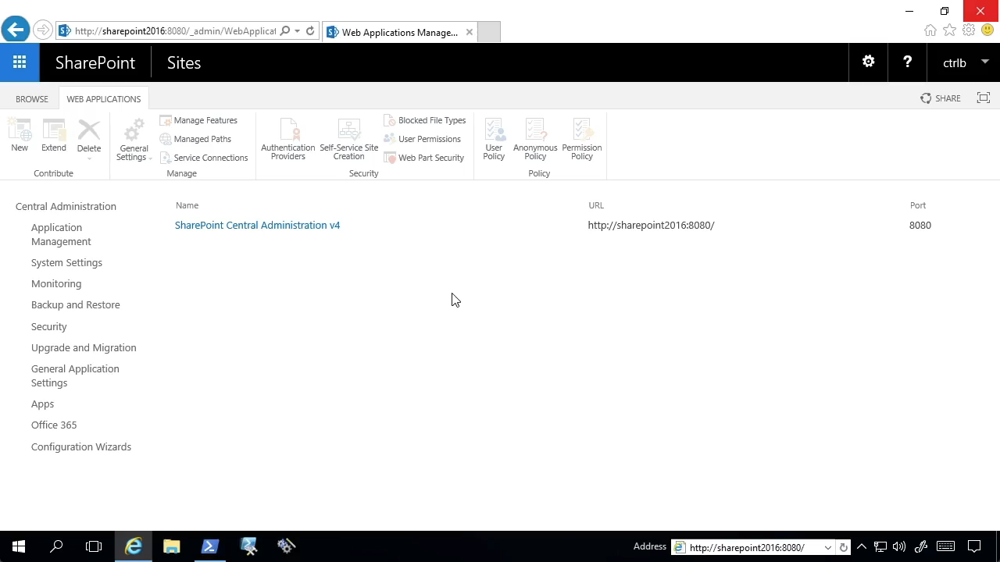 http://sharepoint2016:8080/_admin/WebApplicat
Web Applications Manage...
SharePoint
Sites
?
ctrlb
BROWSE
WEB APPLICATIONS
SHARE
New
Extend
Delete
Contribute
General
Settings
Manage Features
Managed Paths
Service Connections
Manage
Authentication
Providers
Self-Service Site
Creation
Blocked File Types
User Permissions
Web Part Security
Security
User
Policy
Anonymous
Policy
Permission
Policy
Policy
Central Administration
Application
Management
System Settings
Monitoring
Backup and Restore
Security
Upgrade and Migration
General Application
Settings
Apps
Office 365
Configuration Wizards
Name
URL
Port
SharePoint Central Administration v4
http://sharepoint2016:8080/
8080
Address
http://sharepoint2016:8080/